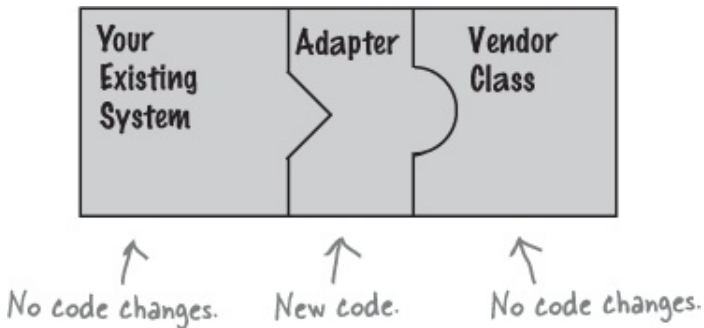 Your
Existing
System
Adapter
Vendor
Class
No code changes.
New code.
No code changes.